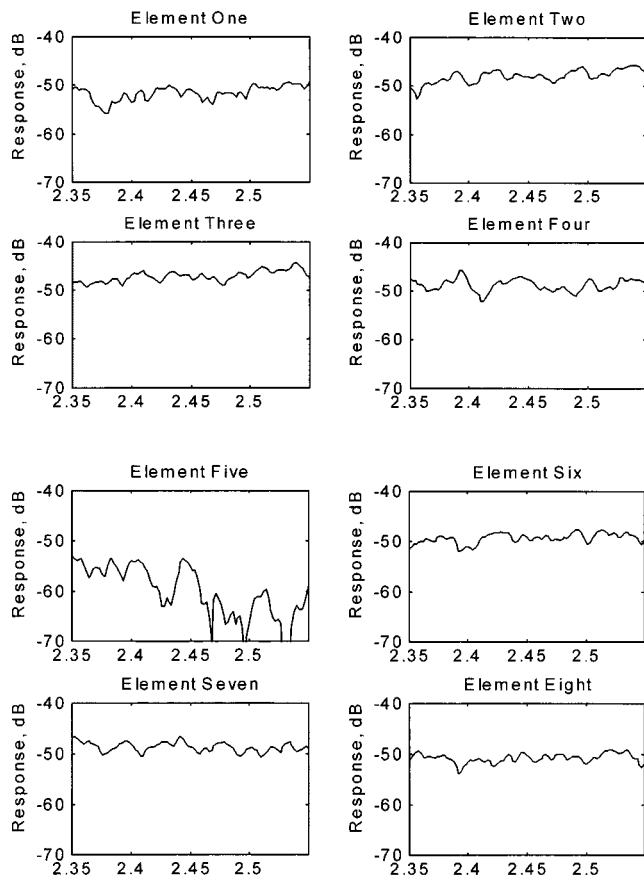 Element One
Response, dB
-40
-50
-60
-70
2.35 2.4 2.45 2.5
Element Two
Response, dB
-40
-50
-60
-70
2.35 2.4 2.45 2.5
Element Three
Response, dB
-40
-50
-60
-70
2.35 2.4 2.45 2.5
Element Four
Response, dB
-40
-50
-60
-70
2.35 2.4 2.45 2.5
Element Five
Response, dB
-40
-50
-60
-70
2.35 2.4 2.45 2.5
Element Six
Response, dB
-40
-50
-60
-70
2.35 2.4 2.45 2.5
Element Seven
Response, dB
-40
-50
-60
-70
2.35 2.4 2.45 2.5
Element Eight
Response, dB
-40
-50
-60
-70
2.35 2.4 2.45 2.5